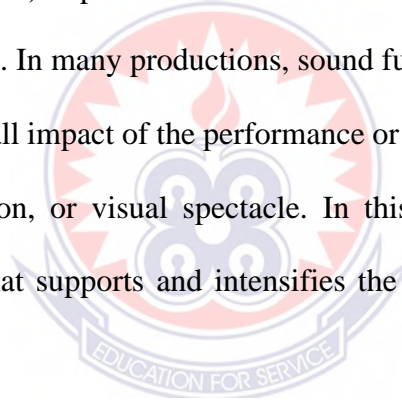 . In many productions, sound fu
all impact of the performance or
on, or visual spectacle. In this
at supports and intensifies the
EDUCATION FOR SERVICE